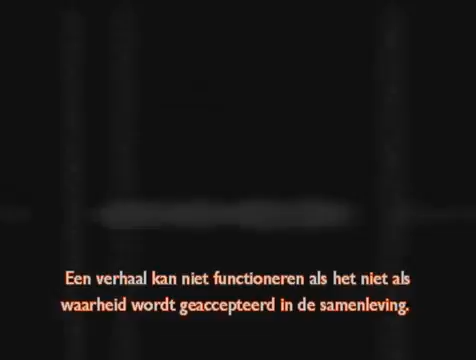 Een verhaal kan niet functioneren als het niet als
waarheid wordt geaccepteerd in de samenleving.